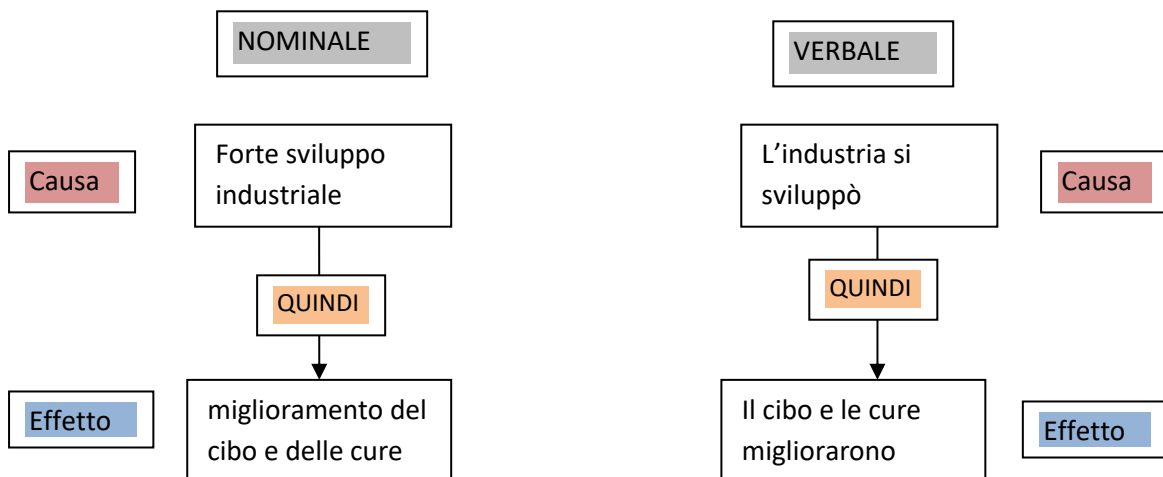 NOMINALE
VERBALE
Forte sviluppo
industriale
L’industria si
sviluppò
Causa
Causa
QUINDI
QUINDI
miglioramento del
cibo e delle cure
Il cibo e le cure
migliorarono
Effetto
Effetto